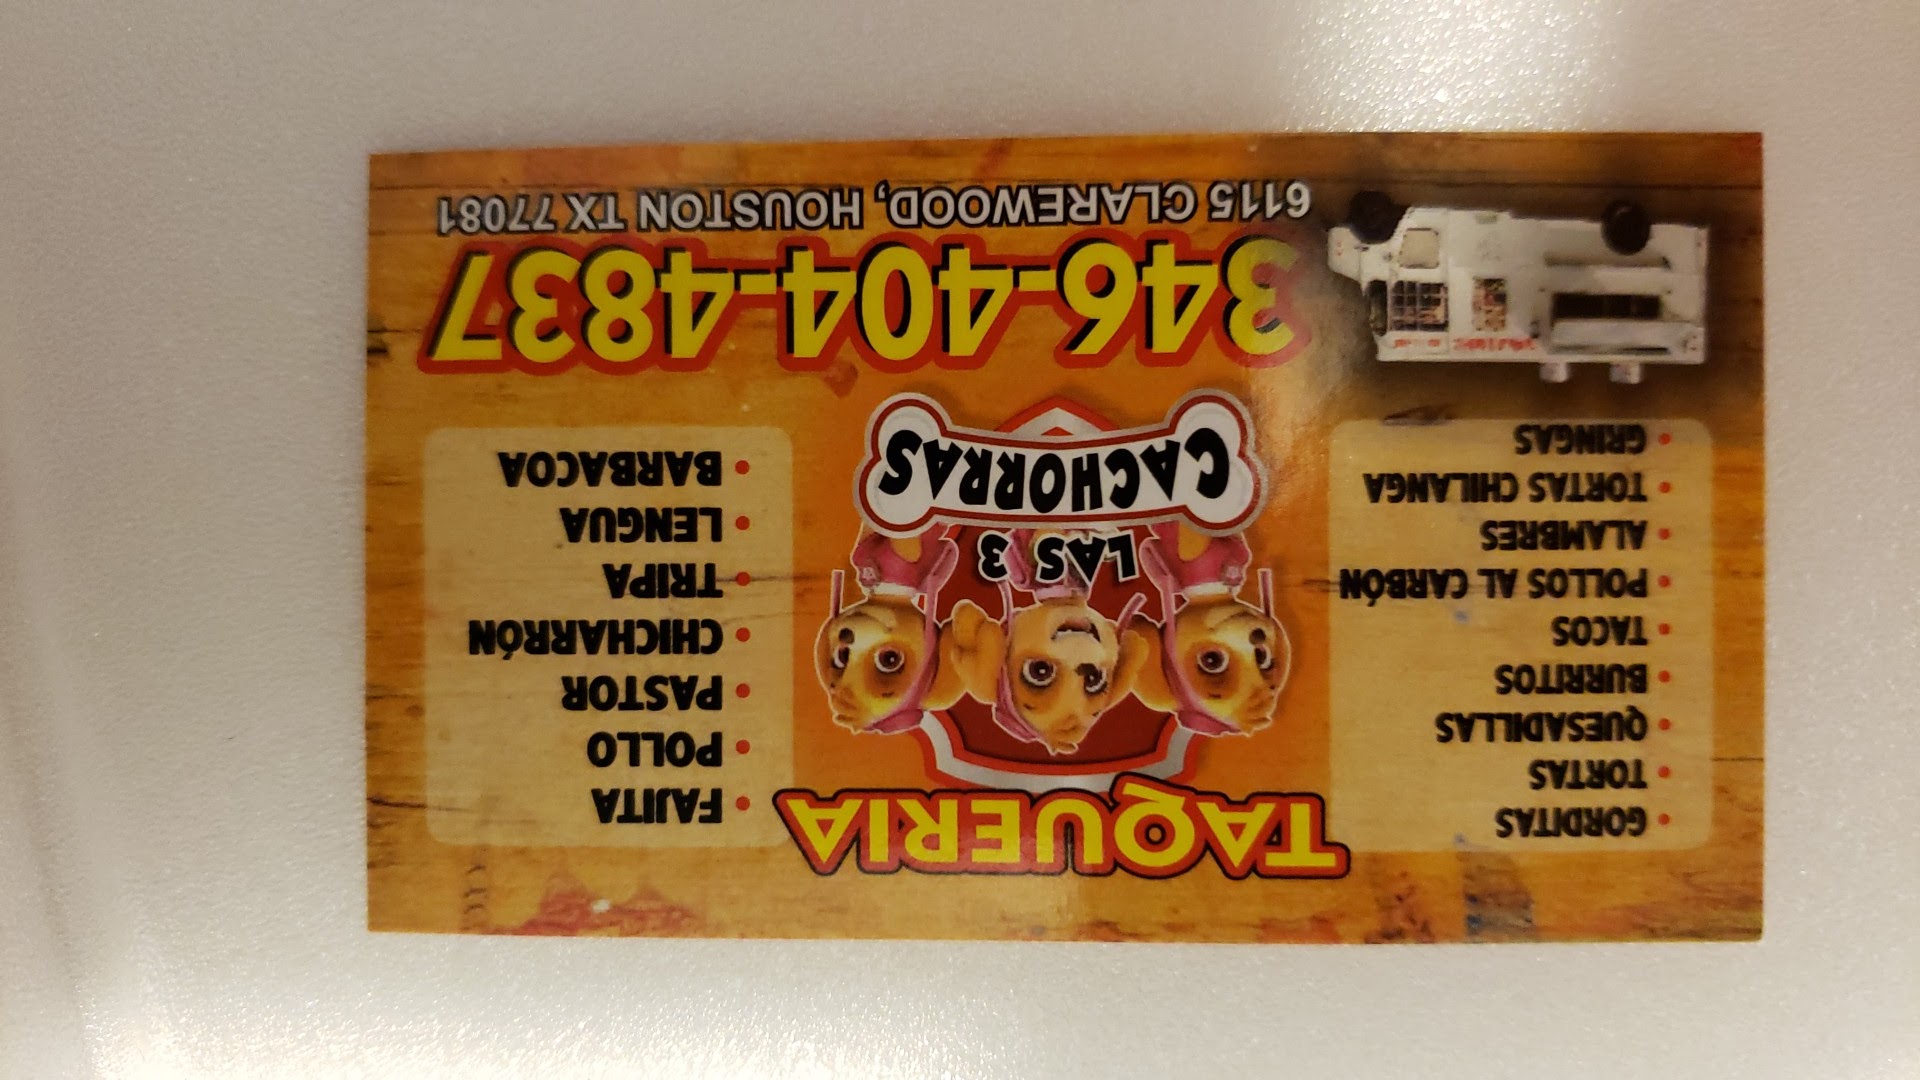 TAQUERIA
LAS 3
CACHORRAS
• GORDITAS
• TORTAS
• QUESADILLAS
• BURRITOS
• TACOS
• POLLOS AL CARBÓN
• ALAMBRES
• TORTAS CHILANGA
• GRINGAS
• FAJITA
• POLLO
• PASTOR
• CHICHARRÓN
• TRIPA
• LENGUA
• BARBACOA
346-404-4837
6115 CLAREWOOD, HOUSTON TX 77081